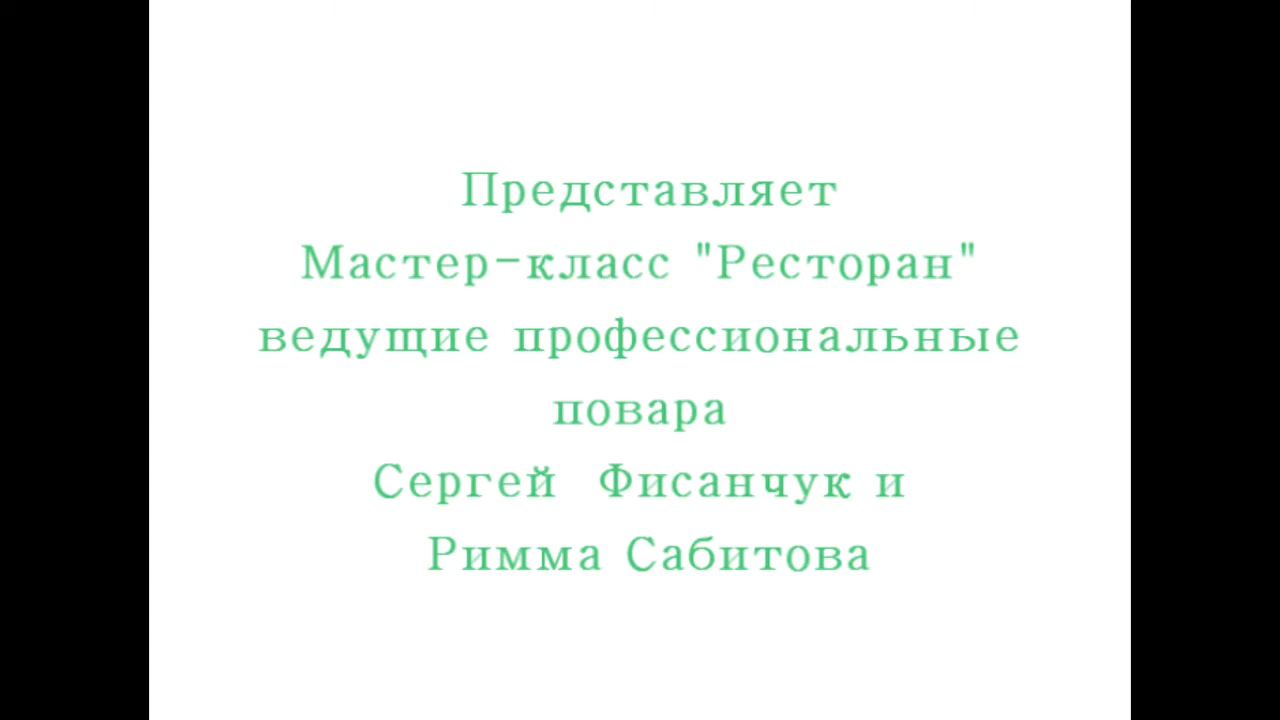 Представляет
Мастер-класс "Ресторан"
ведущие профессиональные
повара
Сергей Фисанчук и
Римма Сабитова